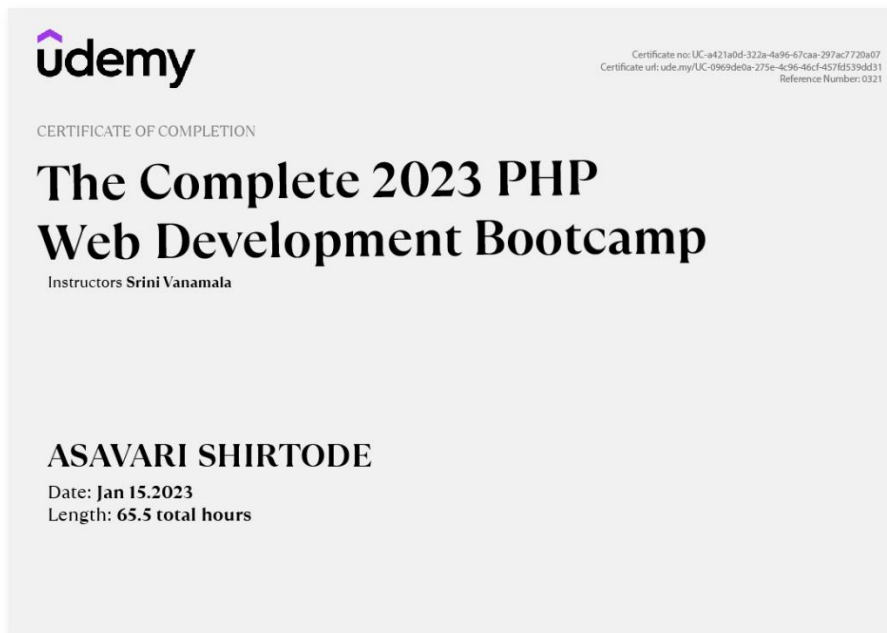 ûdemy
Certificate no: UC-a421a0d-322a-4a96-67caa-297ac7720a07
Certificate url: ude.my/UC-0969de0a-275e-4c96-46cf-457fd539dd31
Reference Number: 0321
CERTIFICATE OF COMPLETION
The Complete 2023 PHP
Web Development Bootcamp
Instructors Srini Vanamala
ASAVARI SHIRTODE
Date: Jan 15.2023
Length: 65.5 total hours